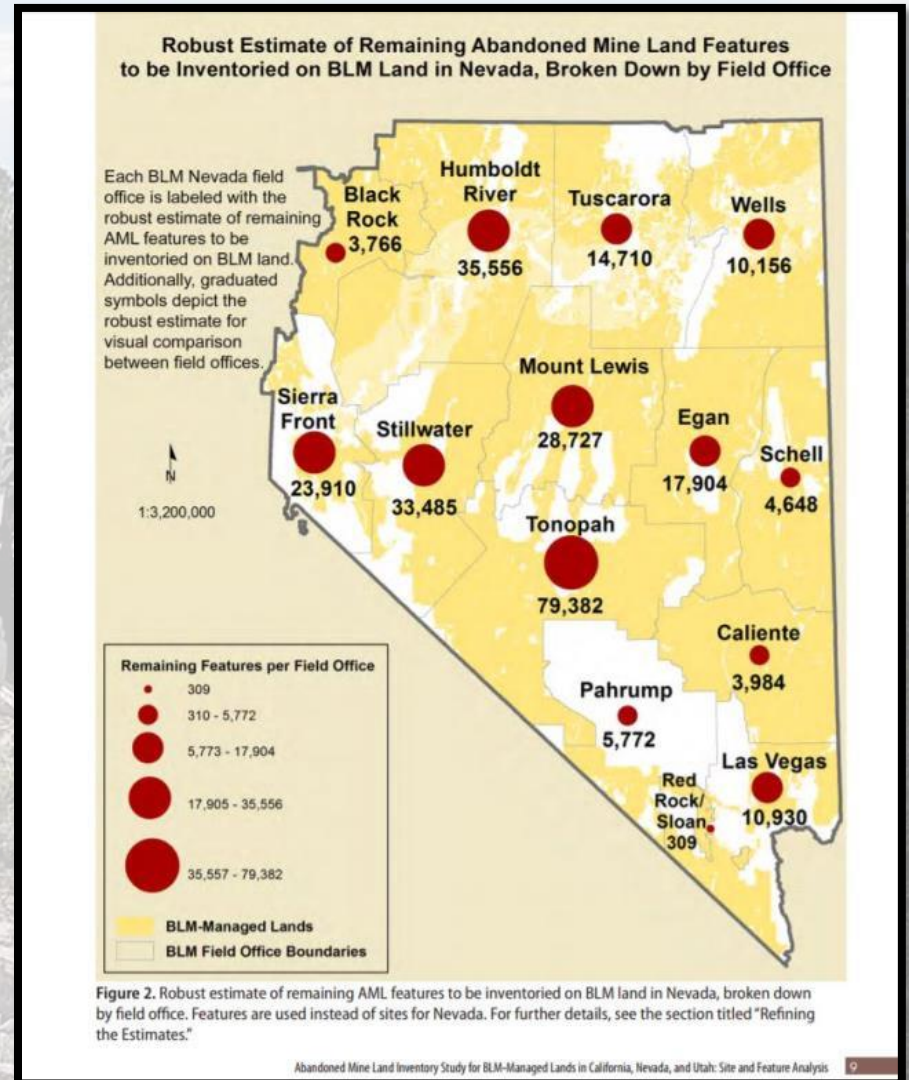 Robust Estimate of Remaining Abandoned Mine Land Features
to be Inventoried on BLM Land in Nevada, Broken Down by Field Office
Each BLM Nevada field
office is labeled with the
robust estimate of remaining
AML features to be
inventoried on BLM land.
Additionally, graduated
symbols depict the
robust estimate for
visual comparison
between field offices.
Black
Rock
3,766
Humboldt
River
35,556
Tuscarora
14,710
Wells
10,156
Sierra
Front
23,910
Stillwater
33,485
Mount Lewis
28,727
Egan
17,904
Schell
4,648
N
1:3,200,000
Tonopah
79,382
Caliente
3,984
Pahrump
5,772
Las Vegas
10,930
Red
Rock/
Sloan
309
Remaining Features per Field Office
309
310 - 5,772
5,773 - 17,904
17,905 - 35,556
35,557 - 79,382
BLM-Managed Lands
BLM Field Office Boundaries
Figure 2. Robust estimate of remaining AML features to be inventoried on BLM land in Nevada, broken down
by field office. Features are used instead of sites for Nevada. For further details, see the section titled "Refining
the Estimates."
Abandoned Mine Land Inventory Study for BLM-Managed Lands in California, Nevada, and Utah: Site and Feature Analysis 9